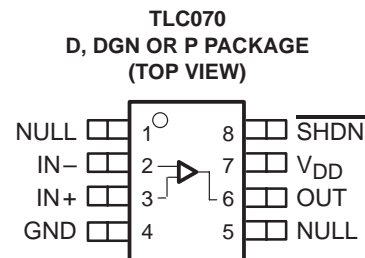 TLC070
D, DGN OR P PACKAGE
(TOP VIEW)
NULL 1 8 SHDN
IN− 2 7 VDD
IN+ 3 6 OUT
GND 4 5 NULL